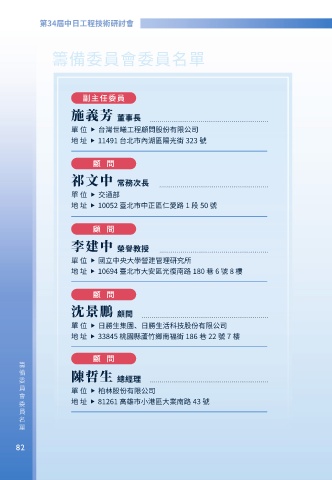 第34屆中日工程技術研討會
籌備委員會委員名單
副主任委員
施義芳 董事長
單 位 ▶ 台灣世曦工程顧問股份有限公司
地 址 ▶ 11491 台北市內湖區陽光街 323 號
顧 問
祁文中 常務次長
單 位 ▶ 交通部
地 址 ▶ 10052 臺北市中正區仁愛路 1 段 50 號
顧 問
李建中 榮譽教授
單 位 ▶ 國立中央大學營建管理研究所
地 址 ▶ 10694 臺北市大安區光復南路 180 巷 6 號 8 樓
顧 問
沈景鵬 顧問
單 位 ▶ 日勝生集團、日勝生活科技股份有限公司
地 址 ▶ 33845 桃園縣蘆竹鄉南福街 186 巷 22 號 7 樓
顧 問
陳哲生 總經理
單 位 ▶ 柏林股份有限公司
地 址 ▶ 81261 高雄市小港區大業南路 43 號
籌備委員會委員名單
82